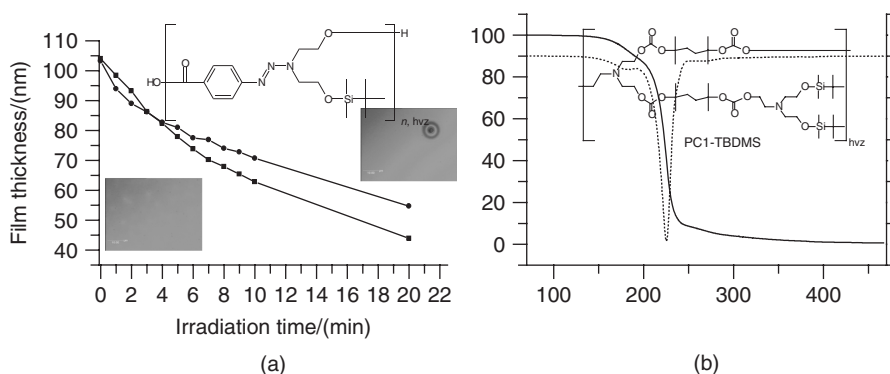 (a)
Film thickness/(nm)
110
100
90
80
70
60
50
40
0 2 4 6 8 10 12 14 16 18 20 22
Irradiation time/(min)
O
HO
N
N
N
O
H
O
Si
n, hvz
(b)
100
80
60
40
20
0
100 200 300 400
O O O O
O O
N
O O O O
O O
N
O Si
O Si
PC1-TBDMS
hvz